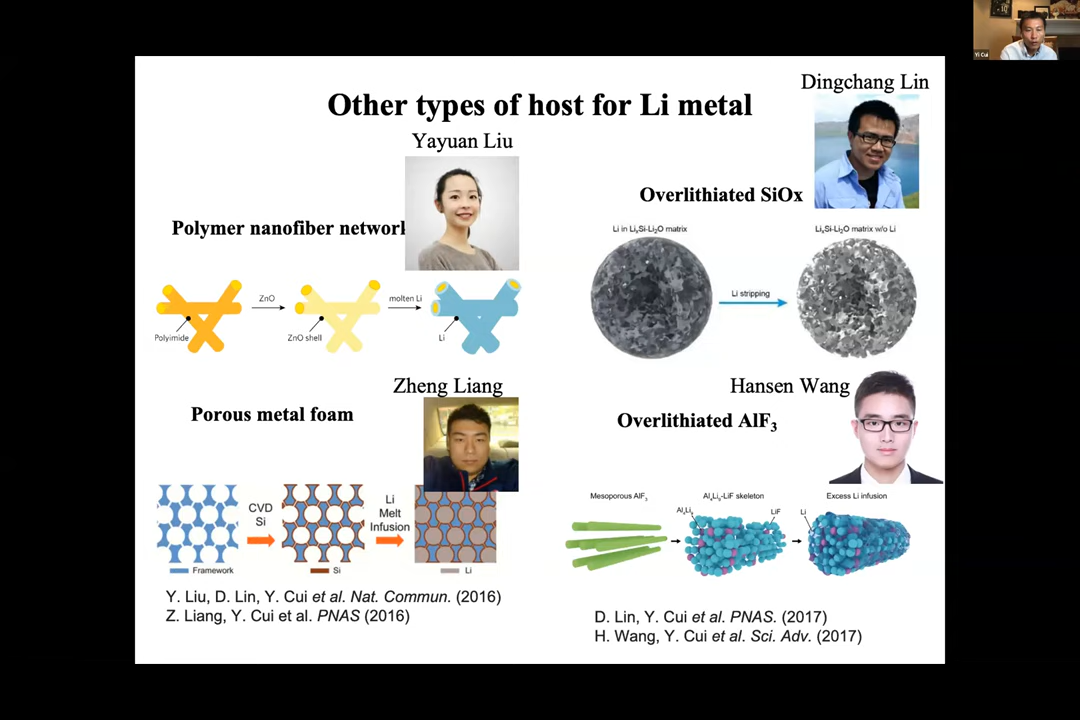 Yi Cui
Other types of host for Li metal
Dingchang Lin
Yayuan Liu
Overlithiated SiOx
Polymer nanofiber network
Li in LixSi-Li2O matrix
LixSi-Li2O matrix w/o Li
ZnO
molten Li
Li stripping
Polyimide
ZnO shell
Li
Zheng Liang
Hansen Wang
Porous metal foam
Overlithiated AlF3
CVD
Si
Li
Melt
Infusion
Framework
Si
Li
Mesoporous AlF3
AlxLiy-LiF skeleton
Excess Li infusion
AlxLiy
LiF
Li
Y. Liu, D. Lin, Y. Cui et al. Nat. Commun. (2016)
Z. Liang, Y. Cui et al. PNAS (2016)
D. Lin, Y. Cui et al. PNAS. (2017)
H. Wang, Y. Cui et al. Sci. Adv. (2017)